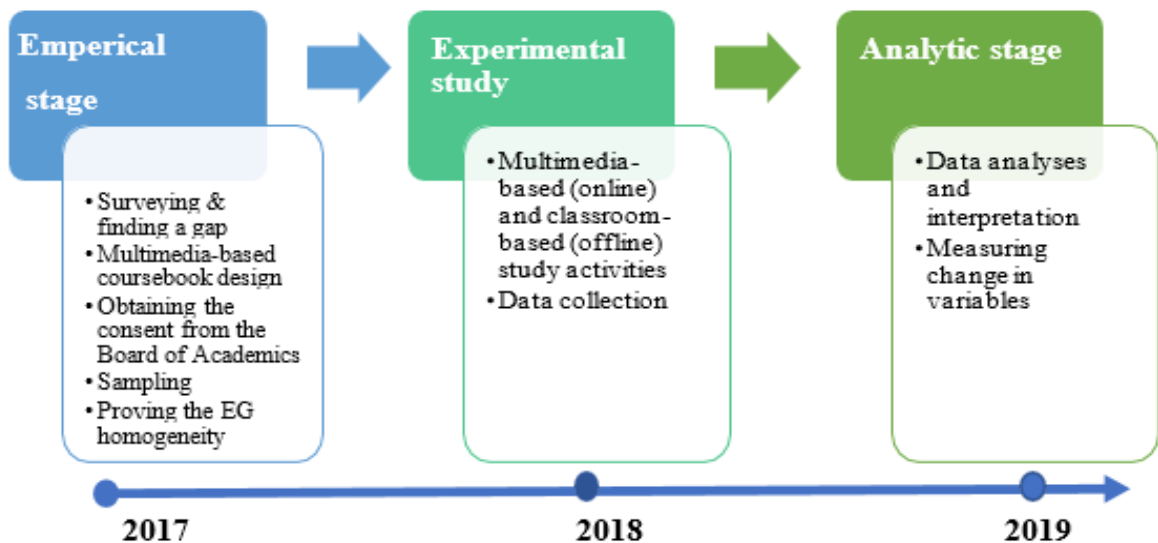 Emperical
stage
• Surveying &
finding a gap
• Multimedia-based
coursebook design
• Obtaining the
consent from the
Board of Academics
• Sampling
• Proving the EG
homogeneity
Experimental
study
• Multimedia-
based (online)
and classroom-
based (offline)
study activities
• Data collection
Analytic stage
• Data analyses
and
interpretation
• Measuring
change in
variables
2017
2018
2019